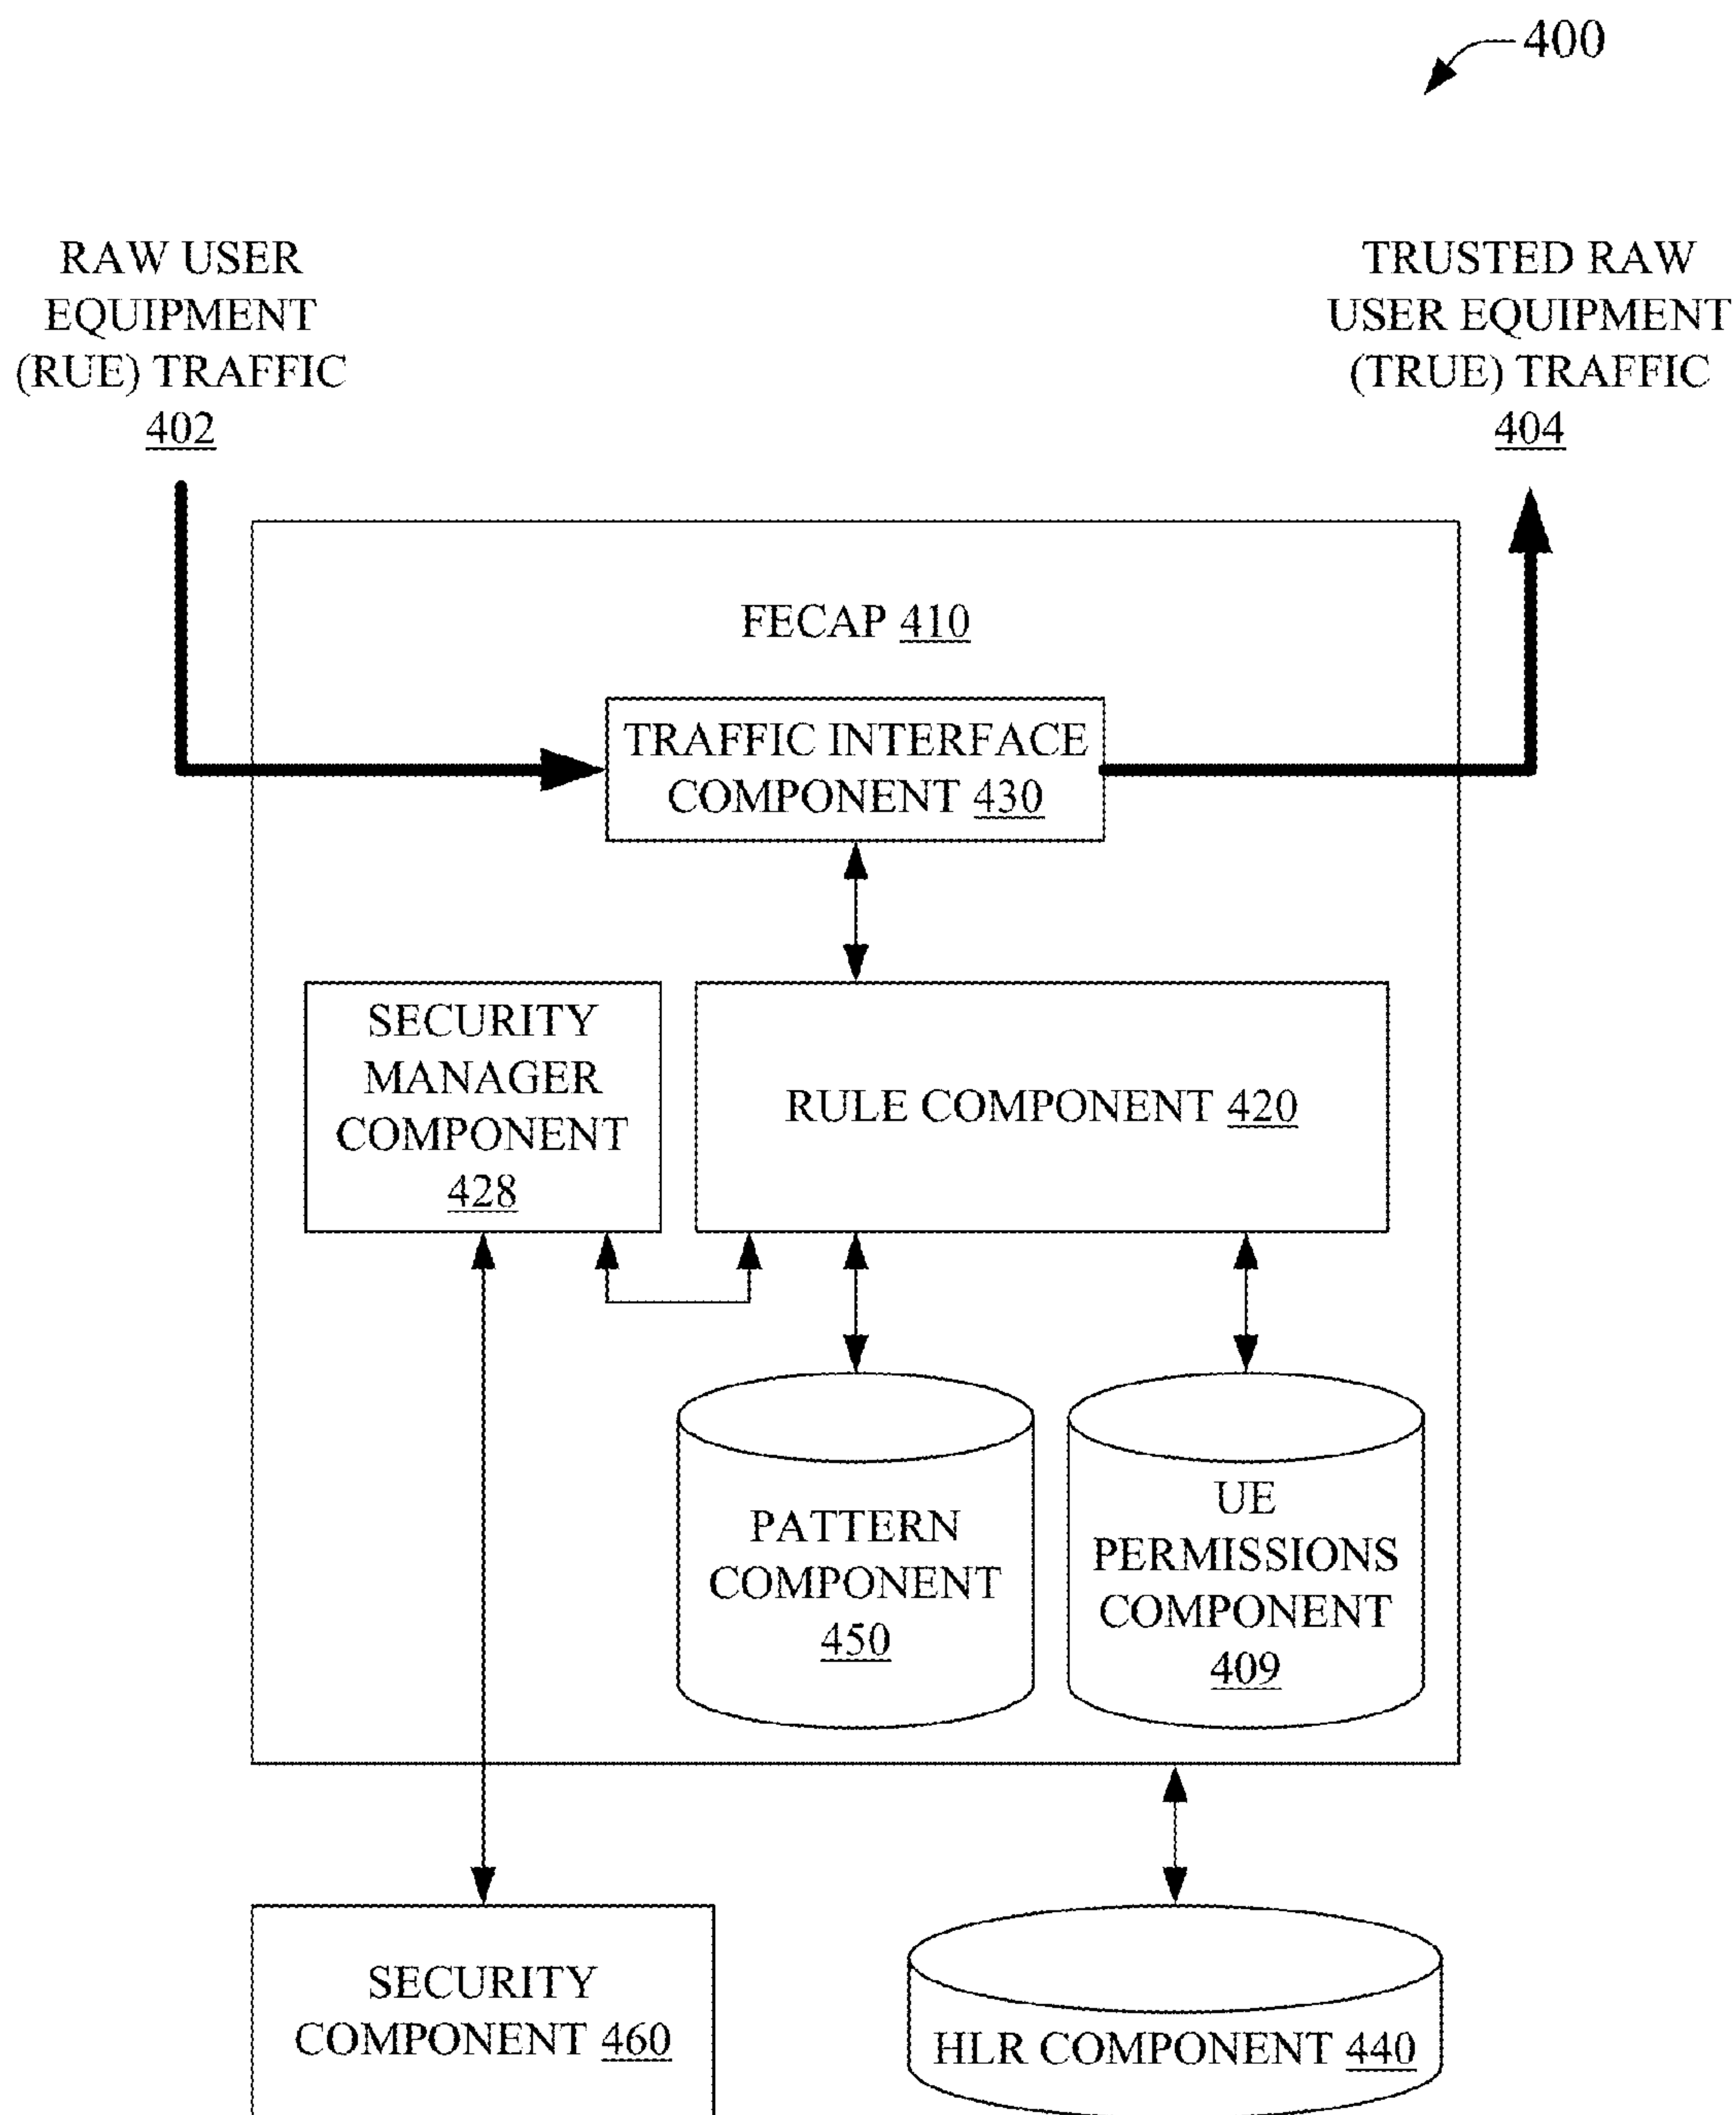 400
RAW USER
EQUIPMENT
(RUE) TRAFFIC
402
TRUSTED RAW
USER EQUIPMENT
(TRUE) TRAFFIC
404
FECAP 410
TRAFFIC INTERFACE
COMPONENT 430
SECURITY
MANAGER
COMPONENT
428
RULE COMPONENT 420
PATTERN
COMPONENT
450
UE
PERMISSIONS
COMPONENT
409
SECURITY
COMPONENT 460
HLR COMPONENT 440